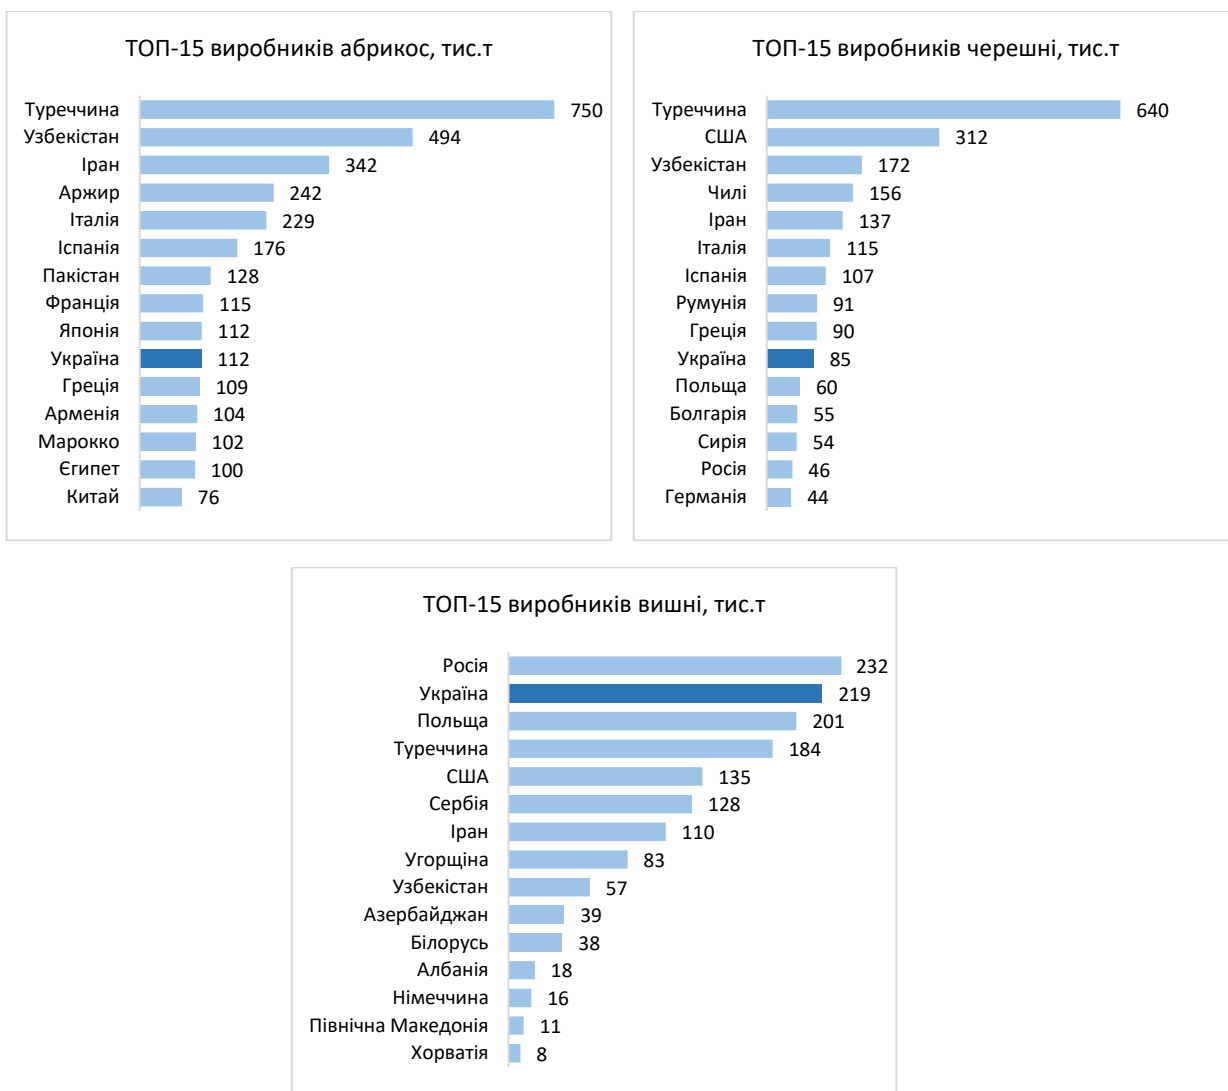 ТОП-15 виробників абрикос, тис.т
Туреччина 750
Узбекістан 494
Іран 342
Аржир 242
Італія 229
Іспанія 176
Пакістан 128
Франція 115
Японія 112
Україна 112
Греція 109
Арменія 104
Марокко 102
Єгипет 100
Китай 76
ТОП-15 виробників черешні, тис.т
Туреччина 640
США 312
Узбекістан 172
Чилі 156
Іран 137
Італія 115
Іспанія 107
Румунія 91
Греція 90
Україна 85
Польща 60
Болгарія 55
Сирія 54
Росія 46
Германія 44
ТОП-15 виробників вишні, тис.т
Росія 232
Україна 219
Польща 201
Туреччина 184
США 135
Сербія 128
Іран 110
Угорщіна 83
Узбекістан 57
Азербайджан 39
Білорусь 38
Албанія 18
Німеччина 16
Північна Македонія 11
Хорватія 8